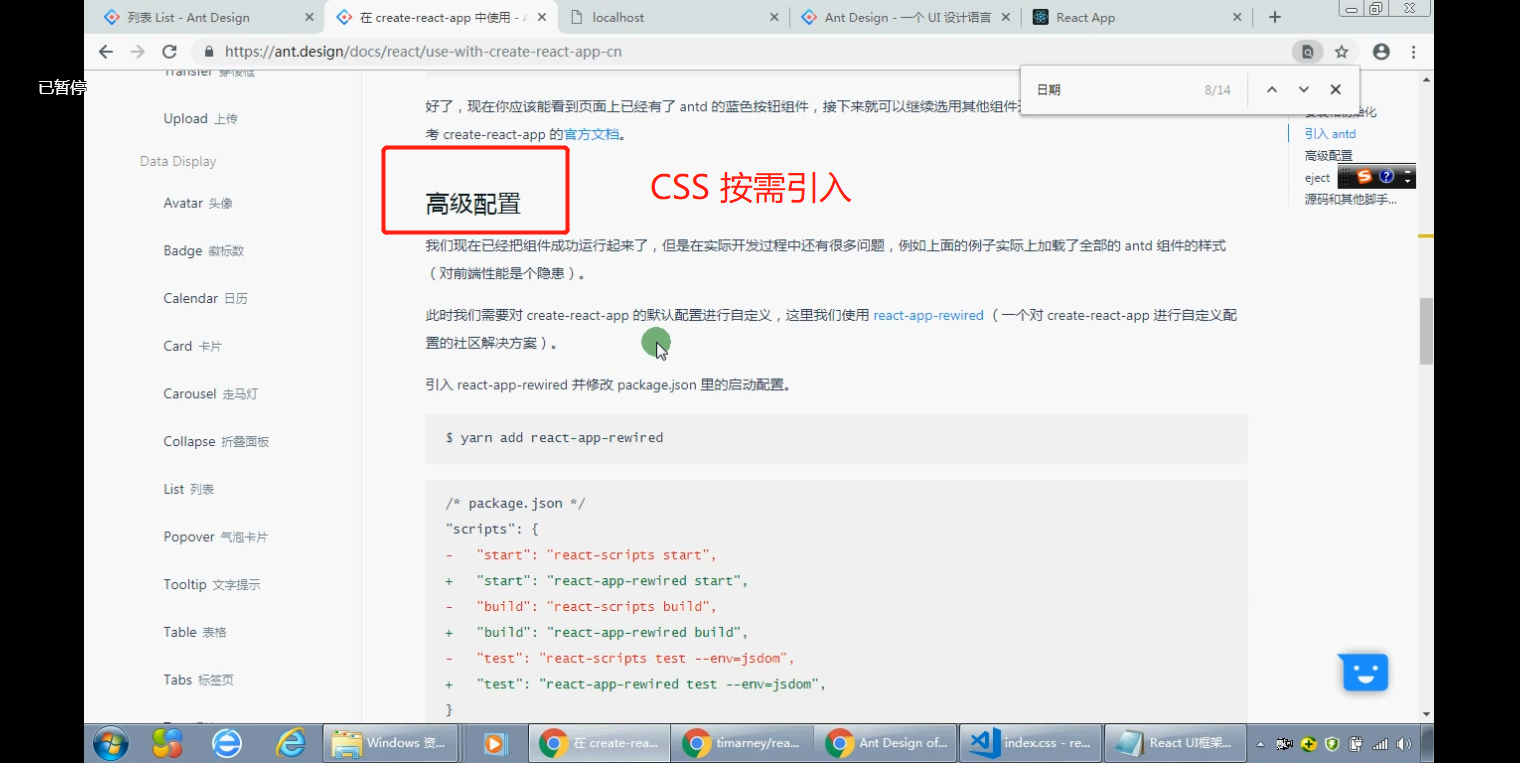 列表 List - Ant Design
在 create-react-app 中使用 - A
localhost
Ant Design - 一个 UI 设计语言
React App
https://ant.design/docs/react/use-with-create-react-app-cn
已暂停
日期 8/14
Transfer 穿梭框
Upload 上传
Data Display
Avatar 头像
Badge 徽标数
Calendar 日历
Card 卡片
Carousel 走马灯
Collapse 折叠面板
List 列表
Popover 气泡卡片
Tooltip 文字提示
Table 表格
Tabs 标签页
好了，现在你应该能看到页面上已经有了 antd 的蓝色按钮组件，接下来就可以继续选用其他组件
考 create-react-app 的官方文档。
高级配置
CSS 按需引入
我们现在已经把组件成功运行起来了，但是在实际开发过程中还有很多问题，例如上面的例子实际上加载了全部的 antd 组件的样式
（对前端性能是个隐患）。
此时我们需要对 create-react-app 的默认配置进行自定义，这里我们使用 react-app-rewired （一个对 create-react-app 进行自定义配
置的社区解决方案）。
引入 react-app-rewired 并修改 package.json 里的启动配置。
$ yarn add react-app-rewired
/* package.json */
"scripts": {
- "start": "react-scripts start",
+ "start": "react-app-rewired start",
- "build": "react-scripts build",
+ "build": "react-app-rewired build",
- "test": "react-scripts test --env=jsdom",
+ "test": "react-app-rewired test --env=jsdom",
}
引入 antd
高级配置
eject
源码和其他脚手...
Windows 资...
在 create-rea...
timarney/rea...
Ant Design of...
index.css - re...
React UI框架...